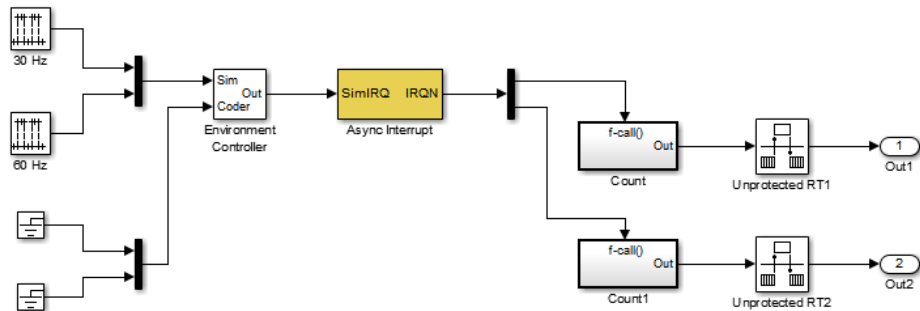 30 Hz
60 Hz
Sim
Out
Coder
Environment
Controller
SimIRQ IRQN
Async Interrupt
f-call()
Out
Count
Unprotected RT1
1
Out1
f-call()
Out
Count1
Unprotected RT2
2
Out2